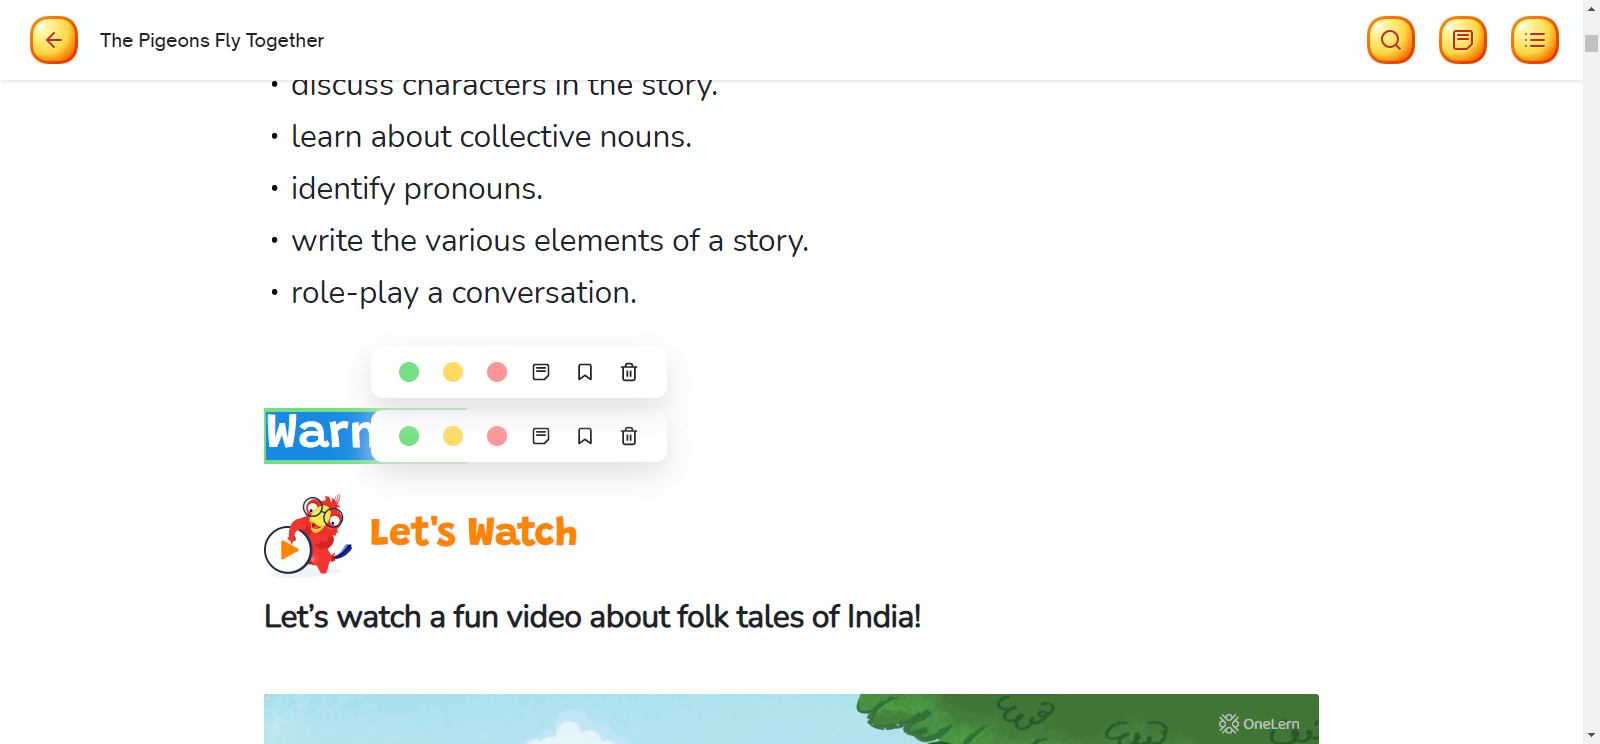 The Pigeons Fly Together
• discuss characters in the story.
• learn about collective nouns.
• identify pronouns.
• write the various elements of a story.
• role-play a conversation.
Let's Watch
Let’s watch a fun video about folk tales of India!
OneLern